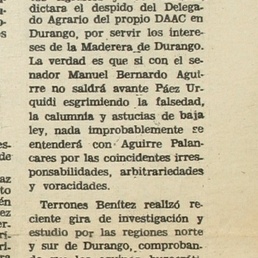 dictara el despido del Delega-
do Agrario del propio DAAC en
Durango, por servir los intere-
ses de la Maderera de Durango.
La verdad es que si con el se-
nador Manuel Bernardo Agui-
rre no saldrá avante Páez Ur-
quidi esgrimiendo la falsedad,
la calumnia y astucias de baja
ley, nada improbablemente se
entenderá con Aguirre Palan-
cares por las coincidentes irres-
ponsabilidades, arbitrariedades
y voracidades.
Terrones Benítez realizó re-
ciente gira de investigación y
estudio por las regiones norte
y sur de Durango, comproban-